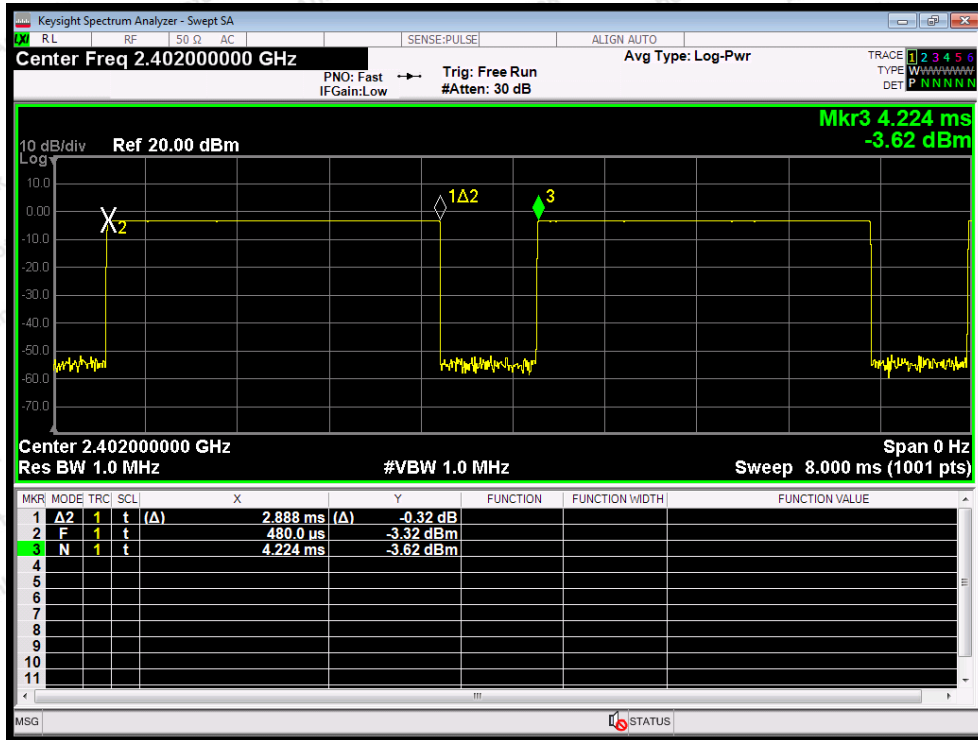 Keysight Spectrum Analyzer - Swept SA
LXI RL RF 50 Ω AC SENSE:PULSE ALIGN AUTO
Center Freq 2.402000000 GHz
Avg Type: Log-Pwr
TRACE 1 2 3 4 5 6
PNO: Fast Trig: Free Run
TYPE WWWWWW
IFGain:Low #Atten: 30 dB
DET P N N N N N
Mkr3 4.224 ms
10 dB/div Ref 20.00 dBm -3.62 dBm
Log
10.0
0.00
-10.0
-20.0
-30.0
-40.0
-50.0
-60.0
-70.0
1Δ2
3
2
Center 2.402000000 GHz Span 0 Hz
Res BW 1.0 MHz #VBW 1.0 MHz Sweep 8.000 ms (1001 pts)
MKR MODE TRC SCL X Y FUNCTION FUNCTION WIDTH FUNCTION VALUE
1 Δ2 1 t (Δ) 2.888 ms (Δ) -0.32 dB
2 F 1 t 480.0 µs -3.32 dBm
3 N 1 t 4.224 ms -3.62 dBm
4
5
6
7
8
9
10
11
MSG STATUS